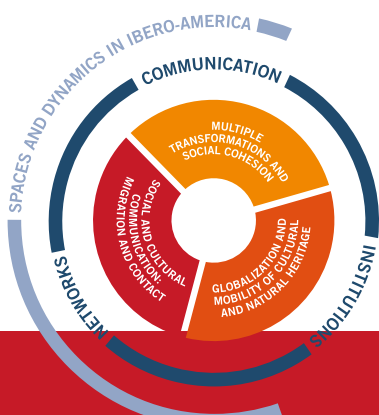 SPACES AND DYNAMICS IN IBERO-AMERICA
COMMUNICATION
MULTIPLE
TRANSFORMATIONS AND
SOCIAL COHESION
SOCIAL AND CULTURAL
COMMUNICATION:
MIGRATION AND CONTACT
GLOBALIZATION AND
MOBILITY OF CULTURAL
AND NATURAL HERITAGE
NETWORKS
INSTITUTIONS